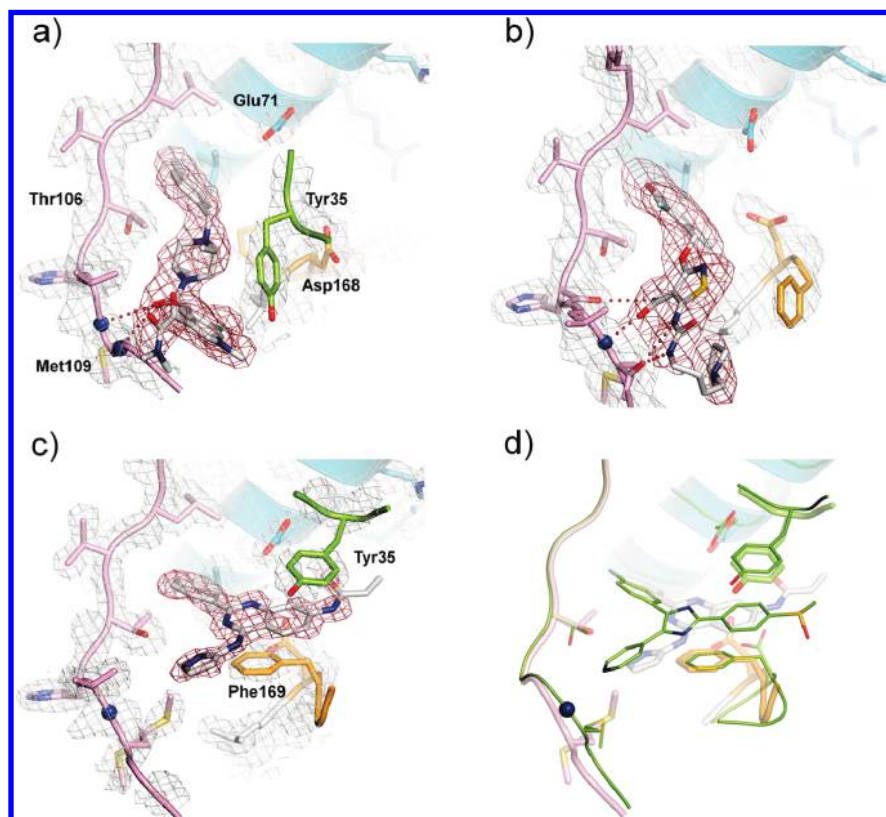 a)
b)
Glu71
Thr106
Tyr35
Asp168
Met109
c)
d)
Tyr35
Phe169